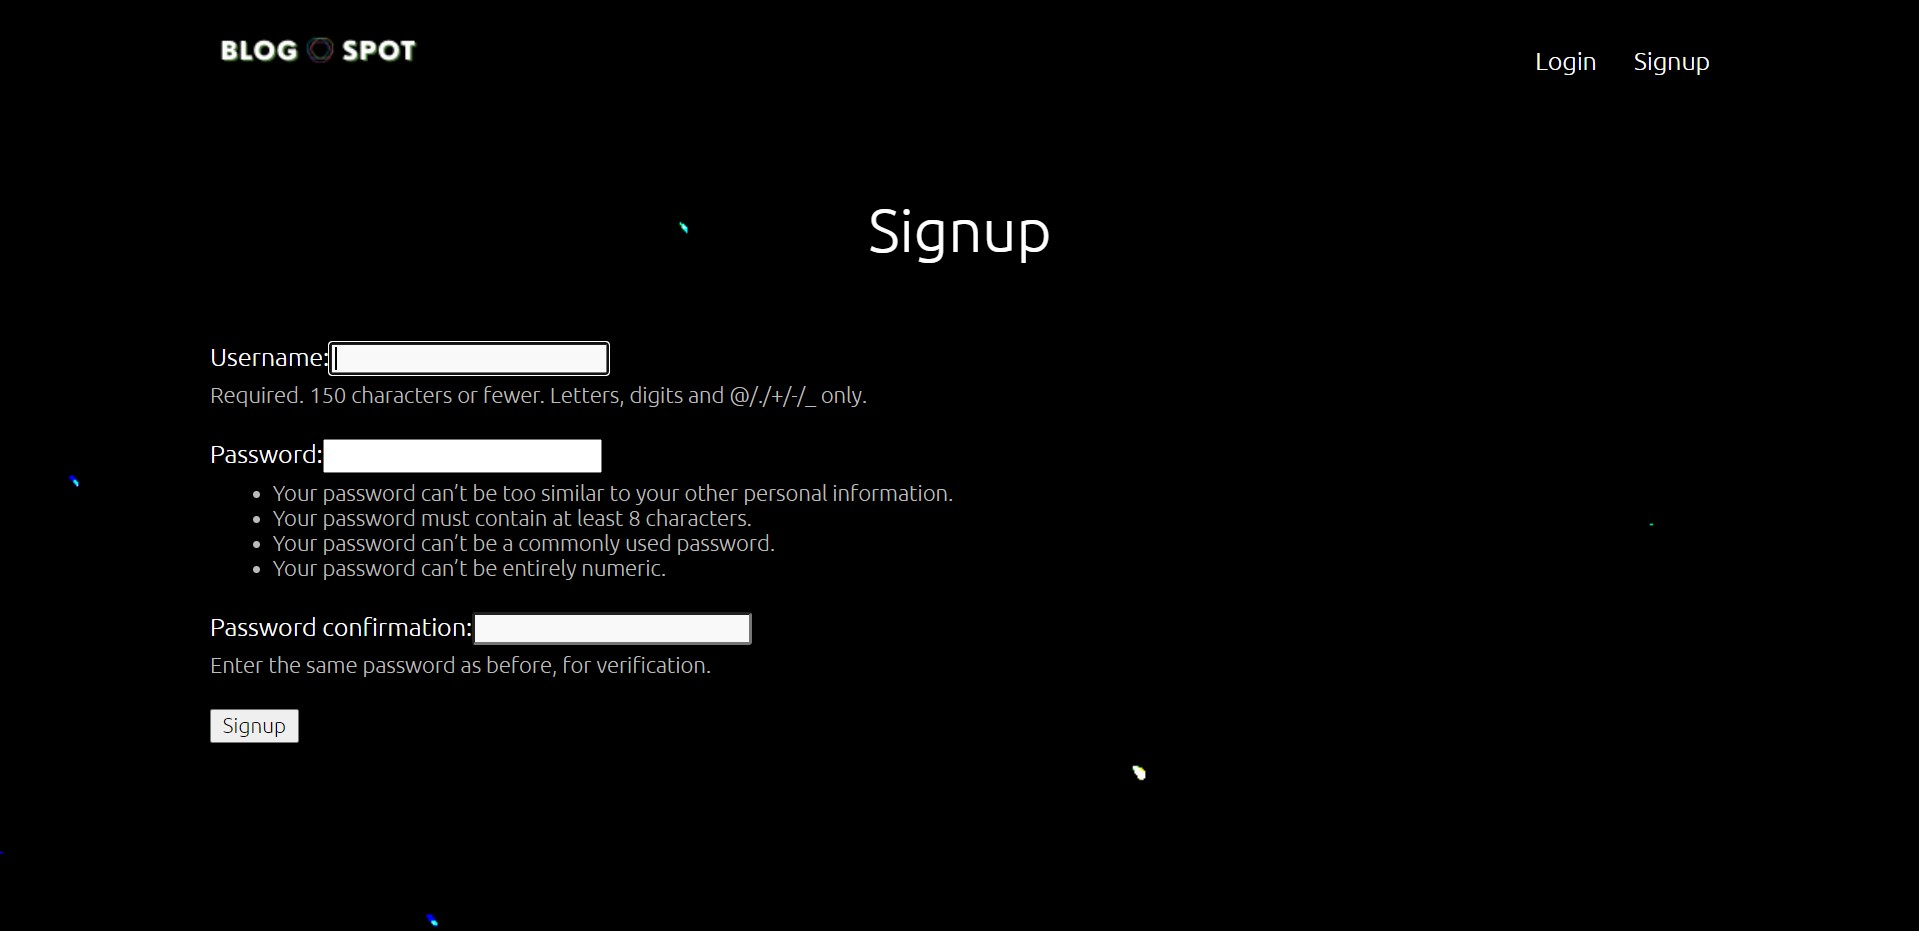 BLOG SPOT
Login Signup
Signup
Username:
Required. 150 characters or fewer. Letters, digits and @/./+/-/_ only.
Password:
• Your password can’t be too similar to your other personal information.
• Your password must contain at least 8 characters.
• Your password can’t be a commonly used password.
• Your password can’t be entirely numeric.
Password confirmation:
Enter the same password as before, for verification.
Signup